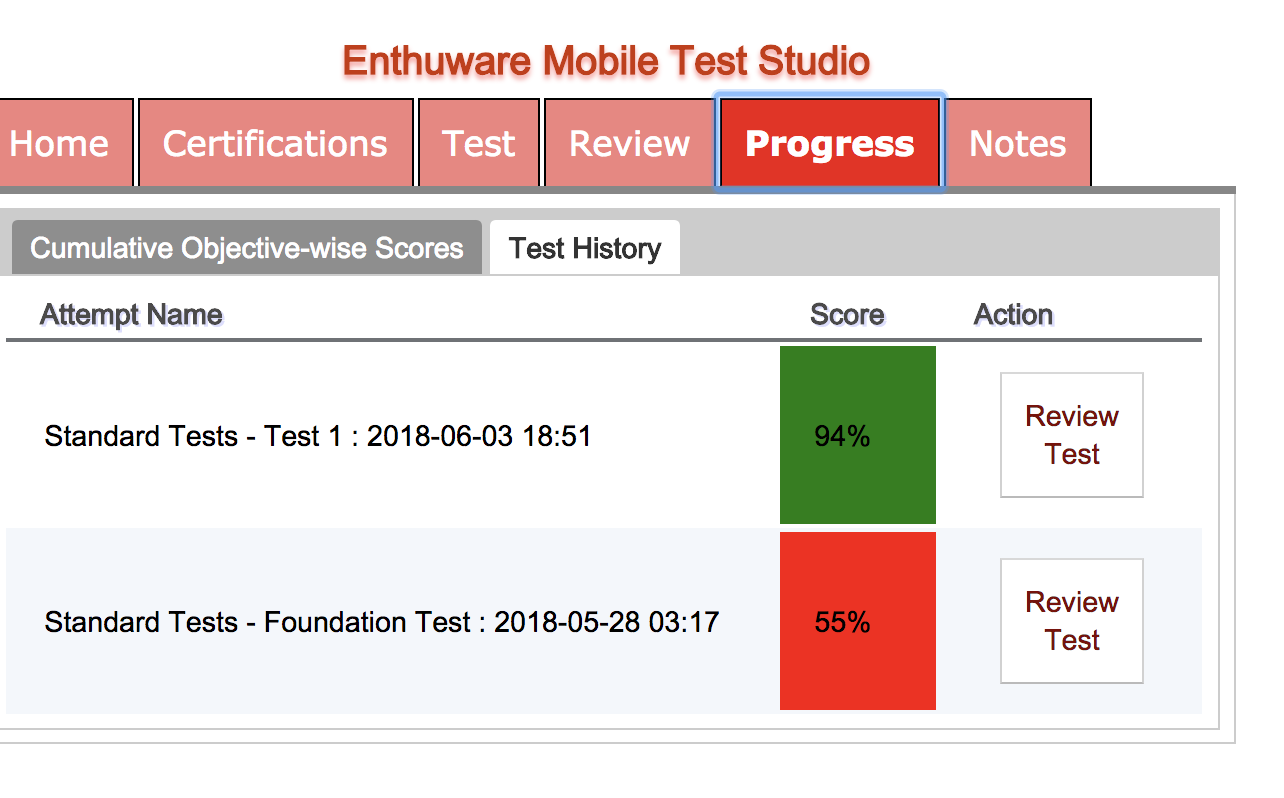 Enthuware Mobile Test Studio
Home Certifications Test Review Progress Notes
Cumulative Objective-wise Scores Test History
Attempt Name Score Action
Standard Tests - Test 1 : 2018-06-03 18:51 94% Review
Test
Standard Tests - Foundation Test : 2018-05-28 03:17 55% Review
Test